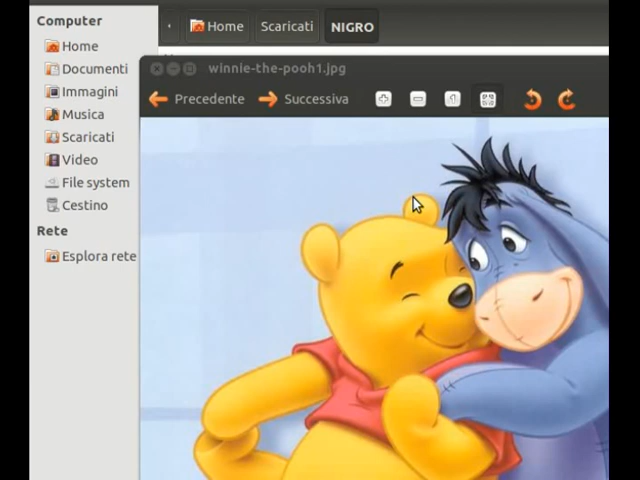 Computer
Home
Documenti
Immagini
Musica
Scaricati
Video
File system
Cestino
Rete
Esplora rete
Home
Scaricati
NIGRO
winnie-the-pooh1.jpg
Precedente
Successiva